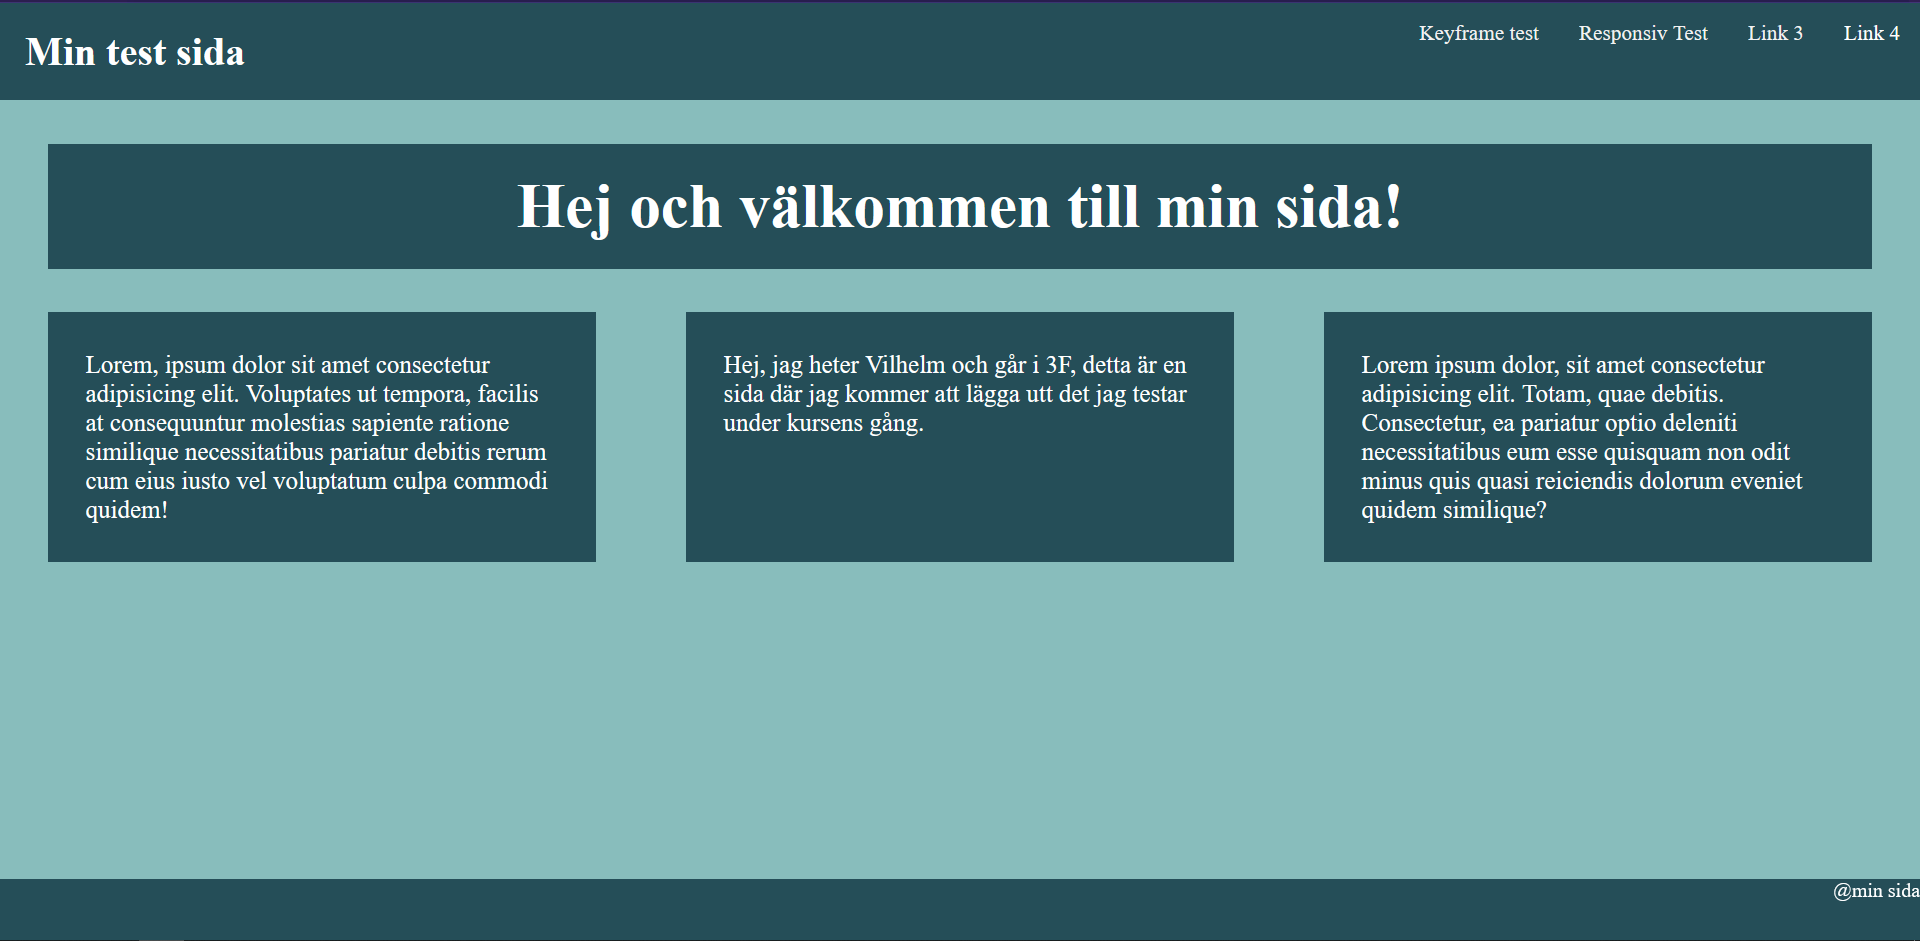 Min test sida
Keyframe test
Responsiv Test
Link 3
Link 4
Hej och välkommen till min sida!
Lorem, ipsum dolor sit amet consectetur
adipisicing elit. Voluptates ut tempora, facilis
at consequuntur molestias sapiente ratione
similique necessitatibus pariatur debitis rerum
cum eius iusto vel voluptatum culpa commodi
quidem!
Hej, jag heter Vilhelm och går i 3F, detta är en
sida där jag kommer att lägga utt det jag testar
under kursens gång.
Lorem ipsum dolor, sit amet consectetur
adipisicing elit. Totam, quae debitis.
Consectetur, ea pariatur optio deleniti
necessitatibus eum esse quisquam non odit
minus quis quasi reiciendis dolorum eveniet
quidem similique?
@min sida